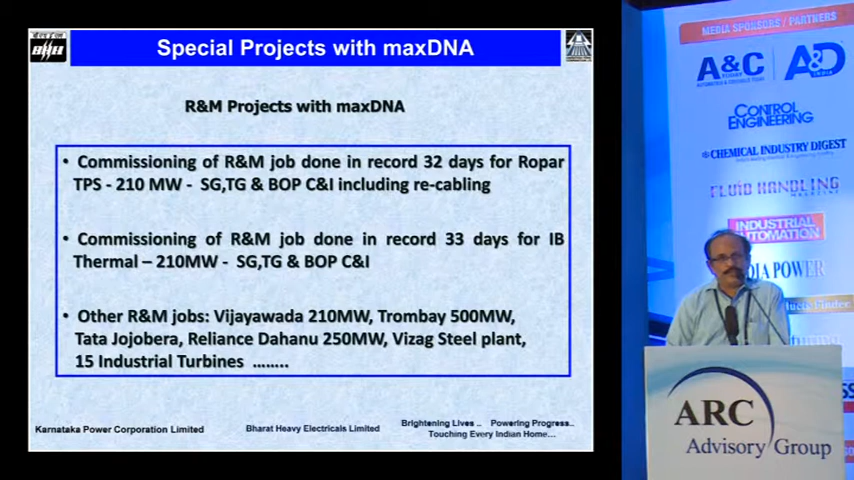 Special Projects with maxDNA
R&M Projects with maxDNA
• Commissioning of R&M job done in record 32 days for Ropar
TPS - 210 MW - SG,TG & BOP C&I including re-cabling
• Commissioning of R&M job done in record 33 days for IB
Thermal – 210MW - SG,TG & BOP C&I
• Other R&M jobs: Vijayawada 210MW, Trombay 500MW,
Tata Jojobera, Reliance Dahanu 250MW, Vizag Steel plant,
15 Industrial Turbines ........
Karnataka Power Corporation Limited
Bharat Heavy Electricals Limited
Brightening Lives .. Powering Progress..
Touching Every Indian Home...
MEDIA SPONSORS / PARTNERS
A&C
TODAY
A&D
INDIA
CONTROL
ENGINEERING
CHEMICAL INDUSTRY DIGEST
FLUID HANDLING
INDUSTRIAL
AUTOMATION
POWER
Finder
ARC
Advisory Group